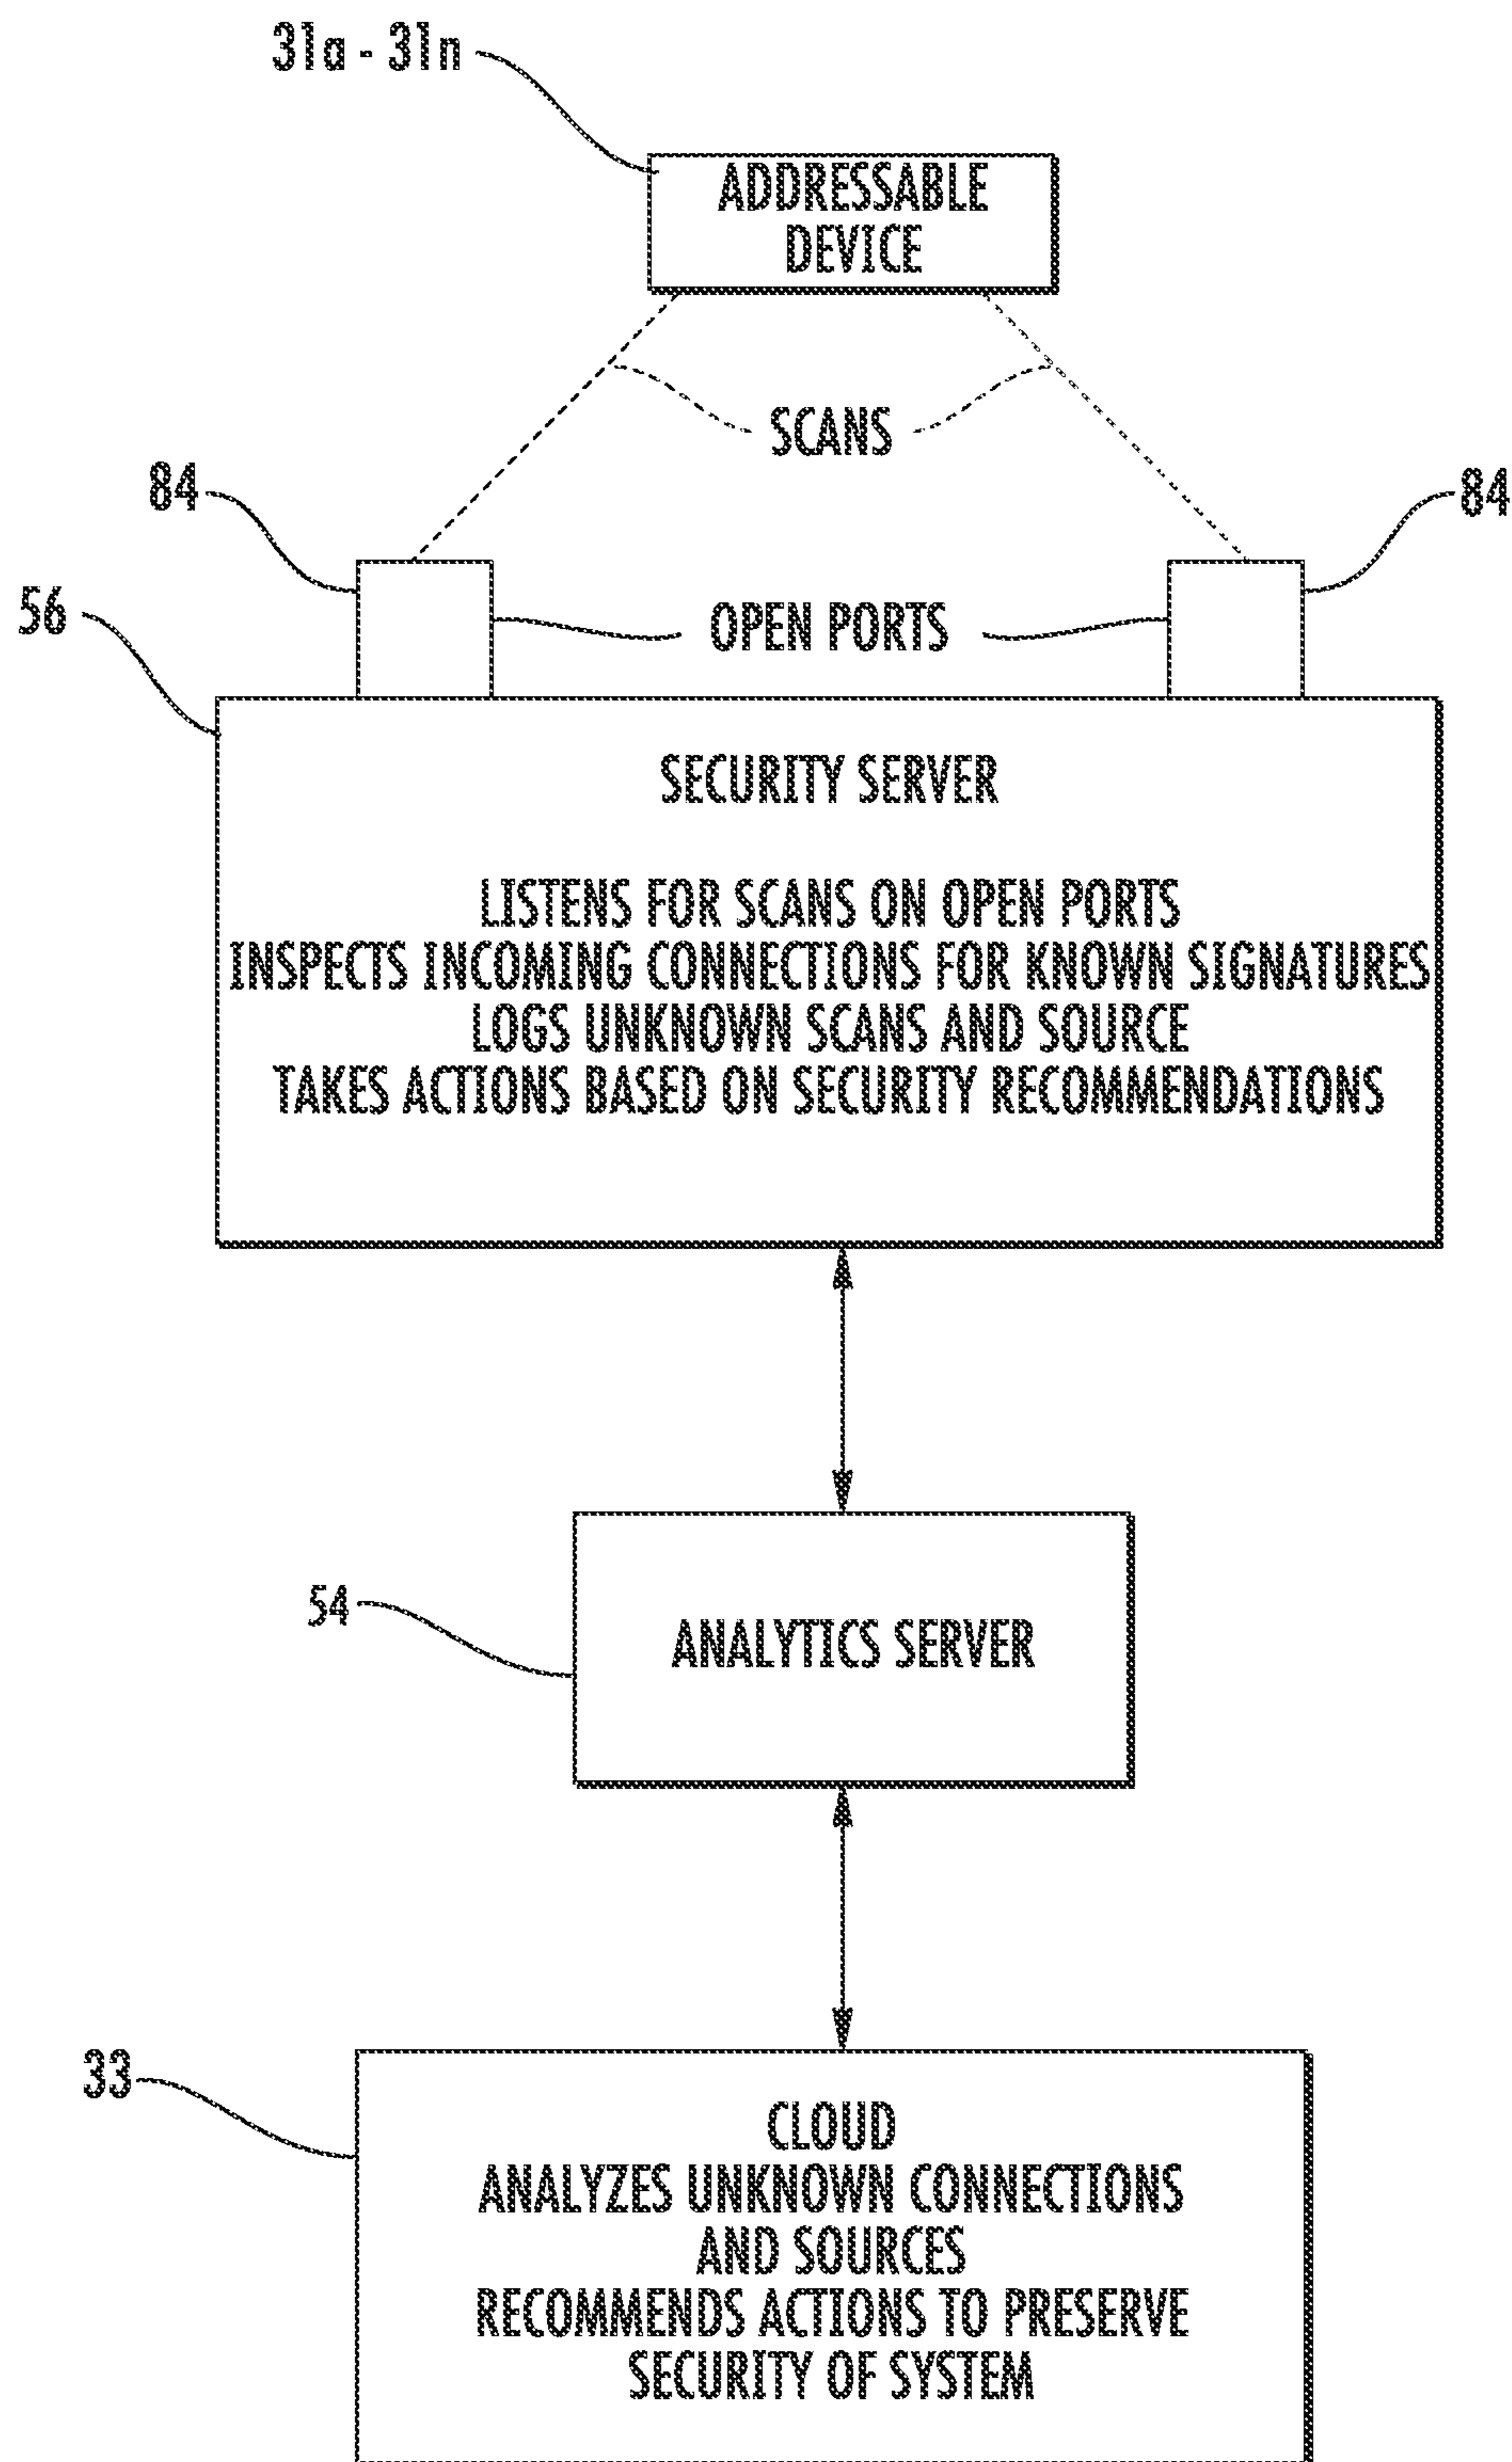 31a - 31n
ADDRESSABLE
DEVICE
SCANS
84
84
56
OPEN PORTS
SECURITY SERVER
LISTENS FOR SCANS ON OPEN PORTS
INSPECTS INCOMING CONNECTIONS FOR KNOWN SIGNATURES
LOGS UNKNOWN SCANS AND SOURCE
TAKES ACTIONS BASED ON SECURITY RECOMMENDATIONS
54
ANALYTICS SERVER
33
CLOUD
ANALYZES UNKNOWN CONNECTIONS
AND SOURCES
RECOMMENDS ACTIONS TO PRESERVE
SECURITY OF SYSTEM